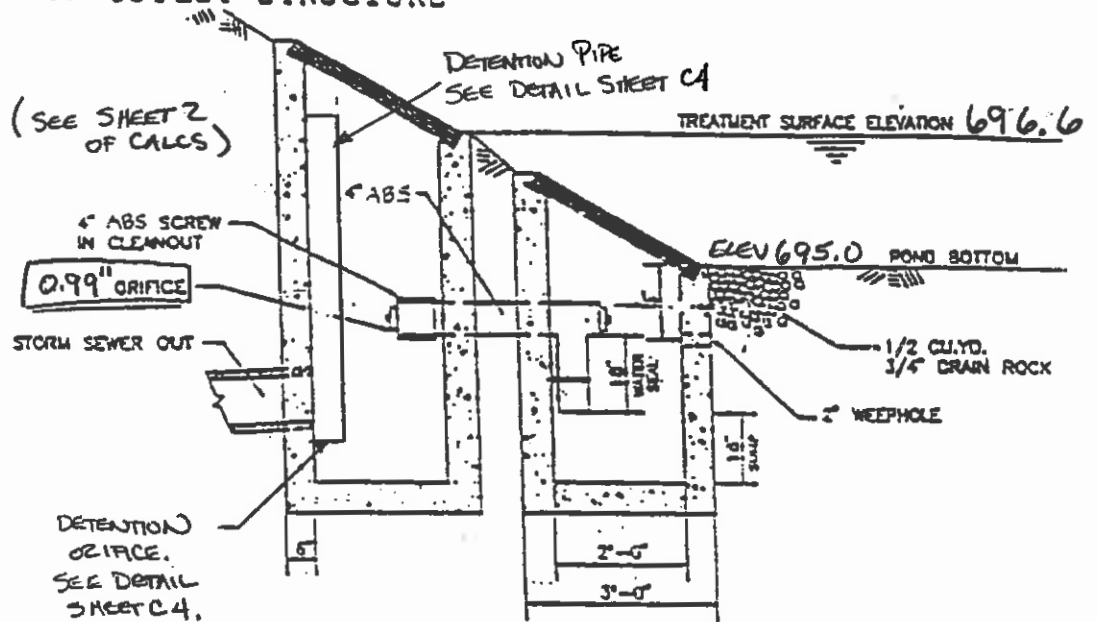 OUTLET STRUCTURE
DETENTION PIPE
SEE DETAIL SHEET C4
(SEE SHEET 2
OF CALCS)
TREATMENT SURFACE ELEVATION 696.6
4" ABS
4" ABS SCREW
IN CLEANOUT
ELEV 695.0 POND BOTTOM
0.99" ORIFICE
STORM SEWER OUT
1/2 CU.YD.
3/4" DRAIN ROCK
18"
WATER
SEAL
2" WEEPHOLE
18"
SUMP
DETENTION
ORIFICE.
SEE DETAIL
SHEET C4.
6"
2'-0"
3'-0"